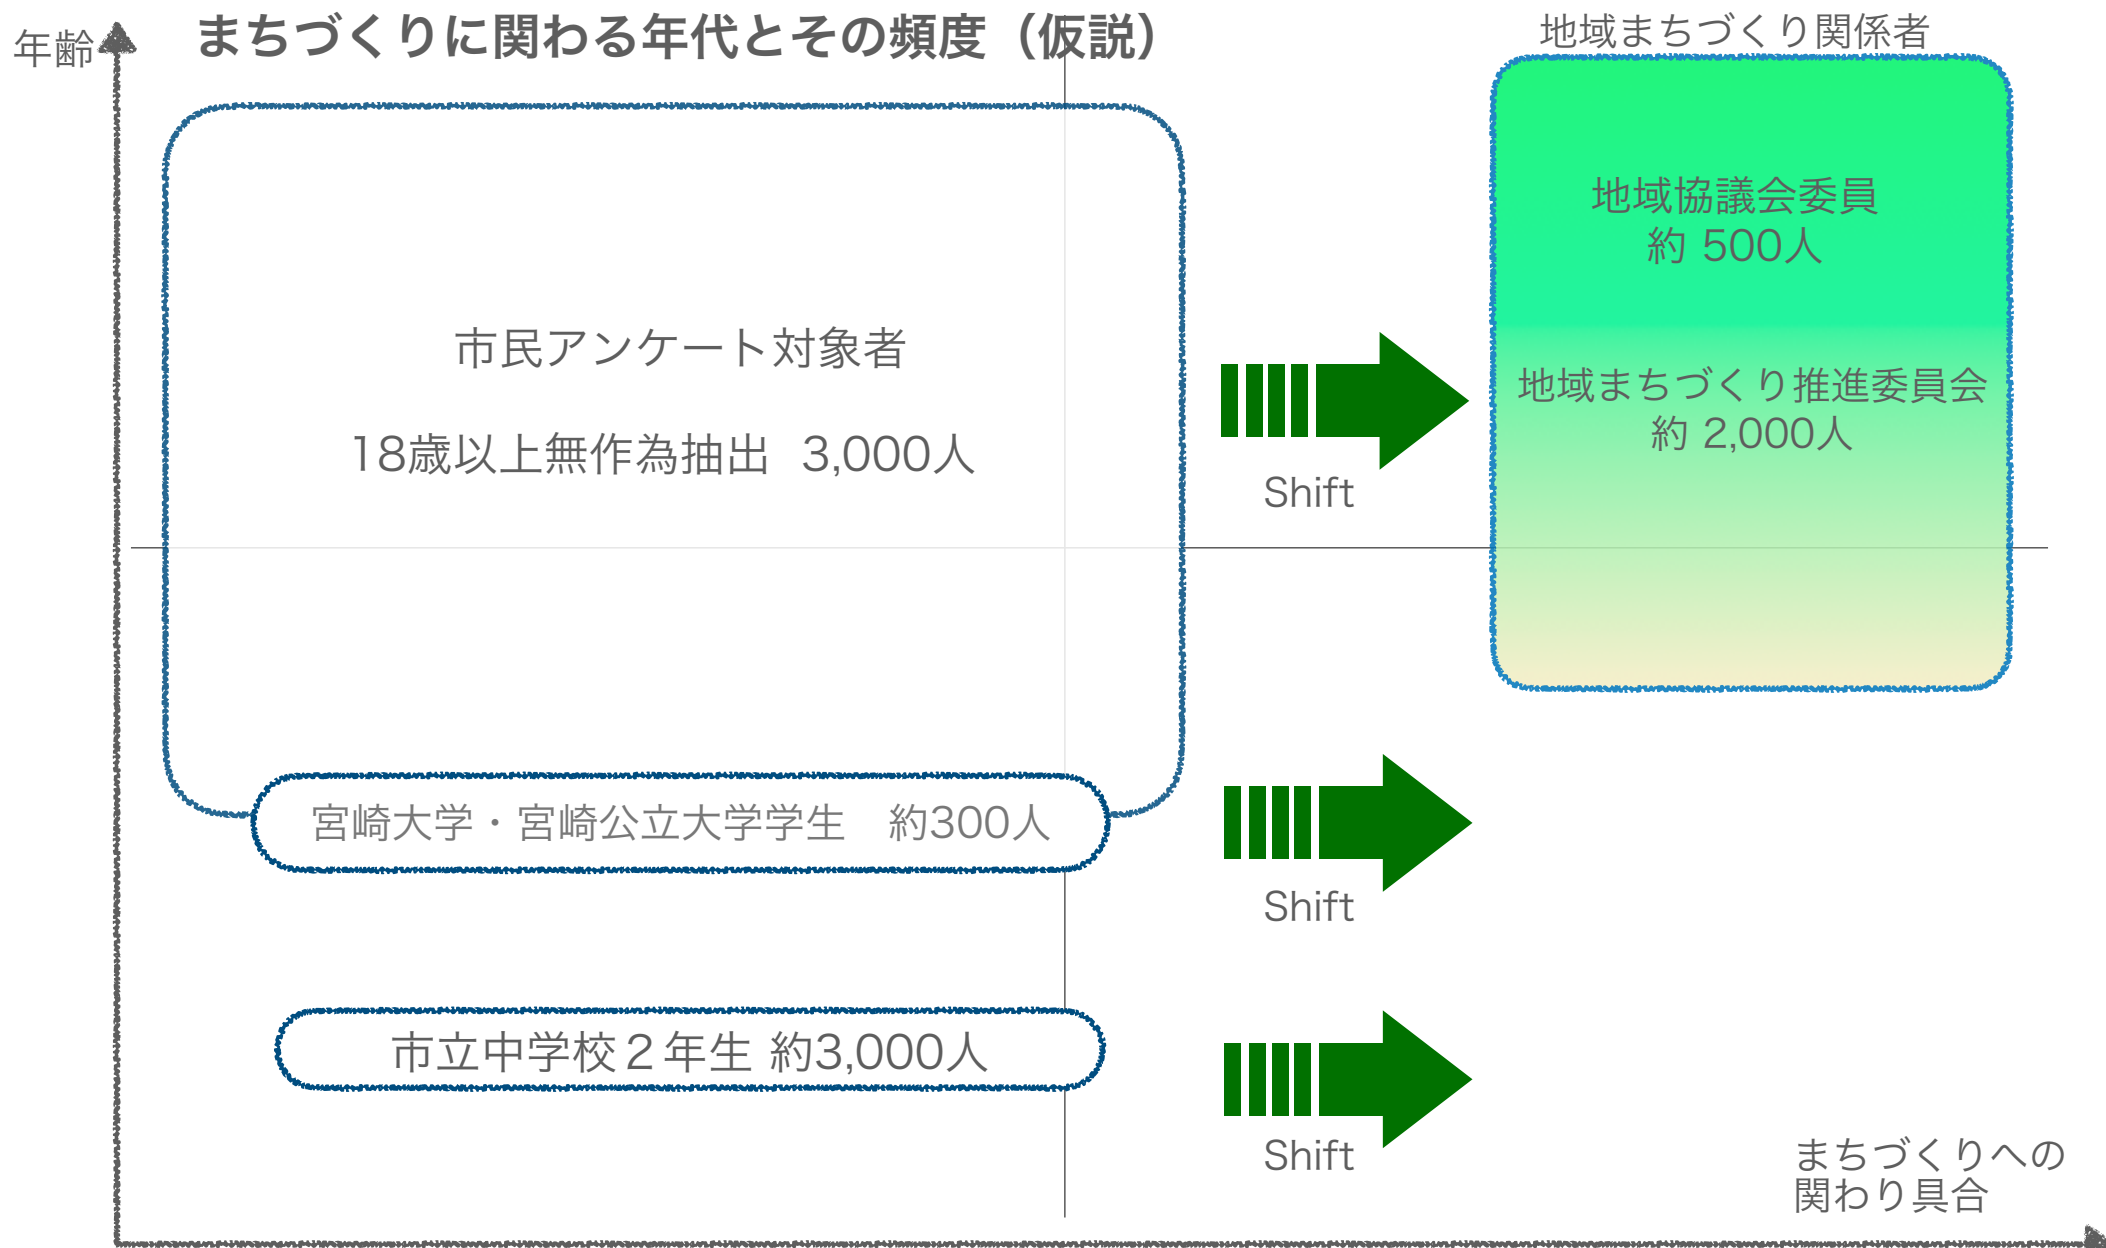 まちづくりに関わる年代とその頻度（仮説）
年齢
地域まちづくり関係者
地域協議会委員
約 500人
市民アンケート対象者
18歳以上無作為抽出 3,000人
地域まちづくり推進委員会
約 2,000人
Shift
宮崎大学・宮崎公立大学学生　約300人
Shift
市立中学校２年生 約3,000人
Shift
まちづくりへの
関わり具合